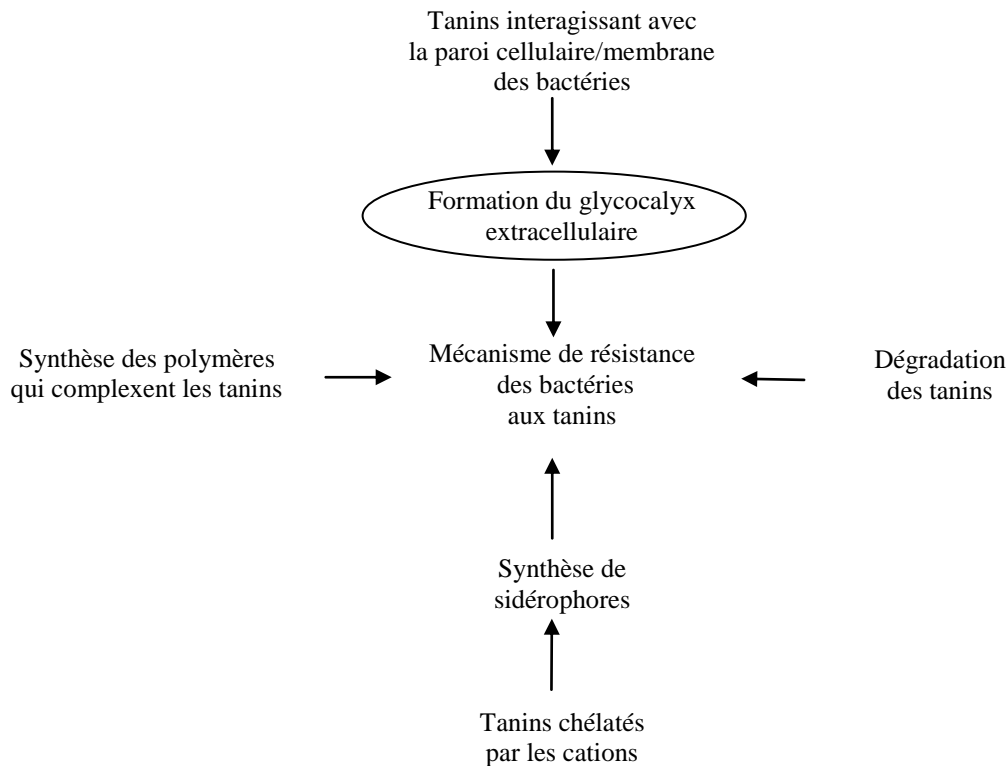 Tanins interagissant avec
la paroi cellulaire/membrane
des bactéries
Formation du glycocalyx
extracellulaire
Synthèse des polymères
qui complexent les tanins
Mécanisme de résistance
des bactéries
aux tanins
Dégradation
des tanins
Synthèse de
sidérophores
Tanins chélatés
par les cations